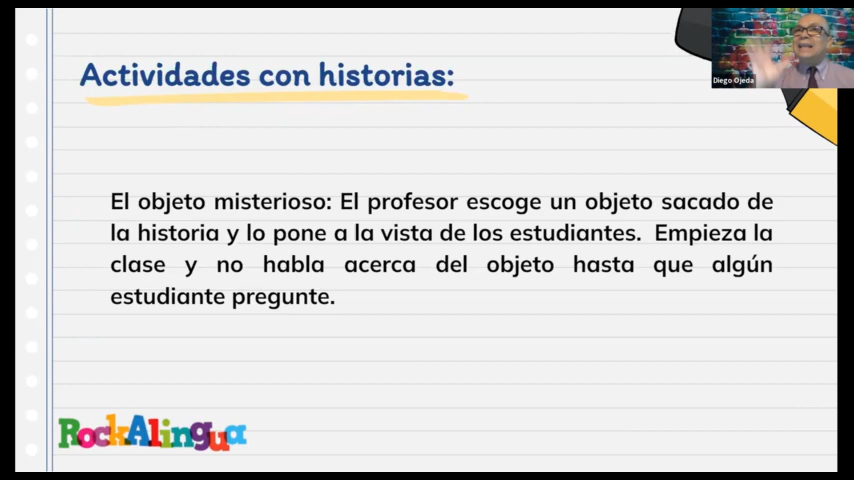 Actividades con historias:
Diego Ojeda
El objeto misterioso: El profesor escoge un objeto sacado de
la historia y lo pone a la vista de los estudiantes. Empieza la
clase y no habla acerca del objeto hasta que algún
estudiante pregunte.
RockAlingua